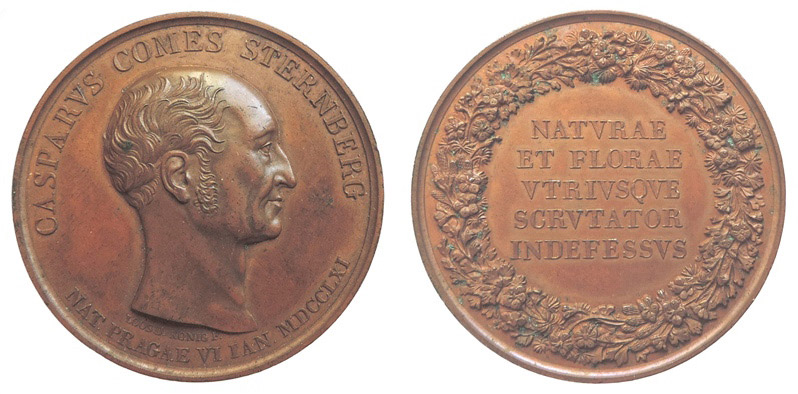 CASPARVS COMES STERNBERG
NAT PRAGAE VI IAN MDCCLXI
NATVRAE
ET FLORAE
VTRIVSQVE
SCRVTATOR
INDEFESSVS